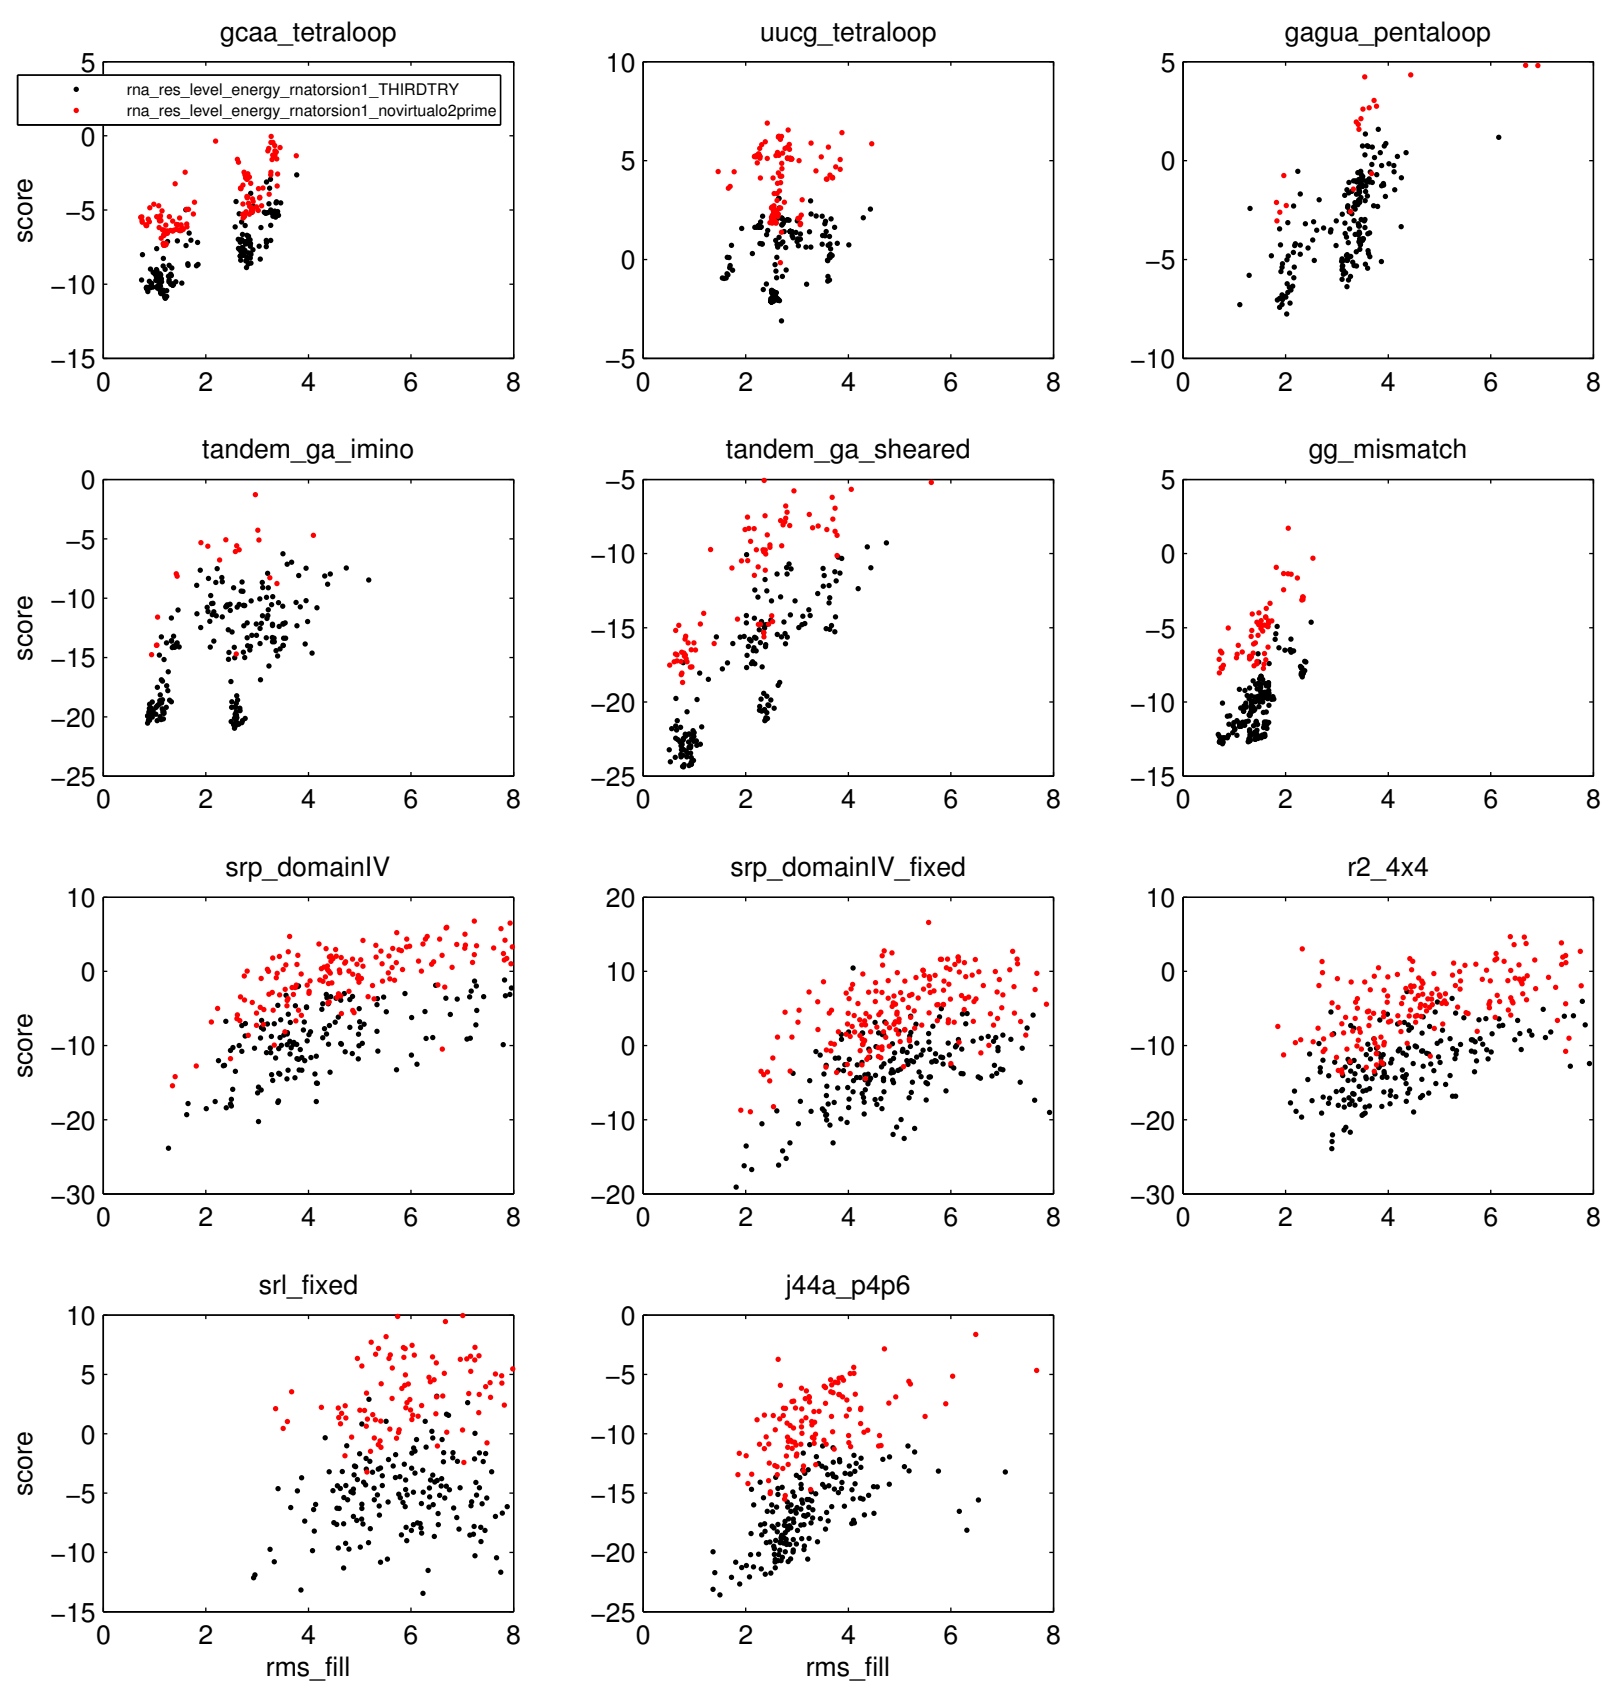 gcaa_tetraloop
uucg_tetraloop
gagua_pentaloop
5
0
−5
−10
−15
score
rna_res_level_energy_rnatorsion1_THIRDTRY
rna_res_level_energy_rnatorsion1_novirtualo2prime
0 2 4 6 8
10
5
0
−5
0 2 4 6 8
5
0
−5
−10
0 2 4 6 8
tandem_ga_imino
tandem_ga_sheared
gg_mismatch
0
−5
−10
−15
−20
−25
score
0 2 4 6 8
−5
−10
−15
−20
−25
0 2 4 6 8
5
0
−5
−10
−15
0 2 4 6 8
srp_domainIV
srp_domainIV_fixed
r2_4x4
10
0
−10
−20
−30
score
0 2 4 6 8
20
10
0
−10
−20
0 2 4 6 8
10
0
−10
−20
−30
0 2 4 6 8
srl_fixed
j44a_p4p6
10
5
0
−5
−10
−15
score
0 2 4 6 8
rms_fill
0
−5
−10
−15
−20
−25
0 2 4 6 8
rms_fill